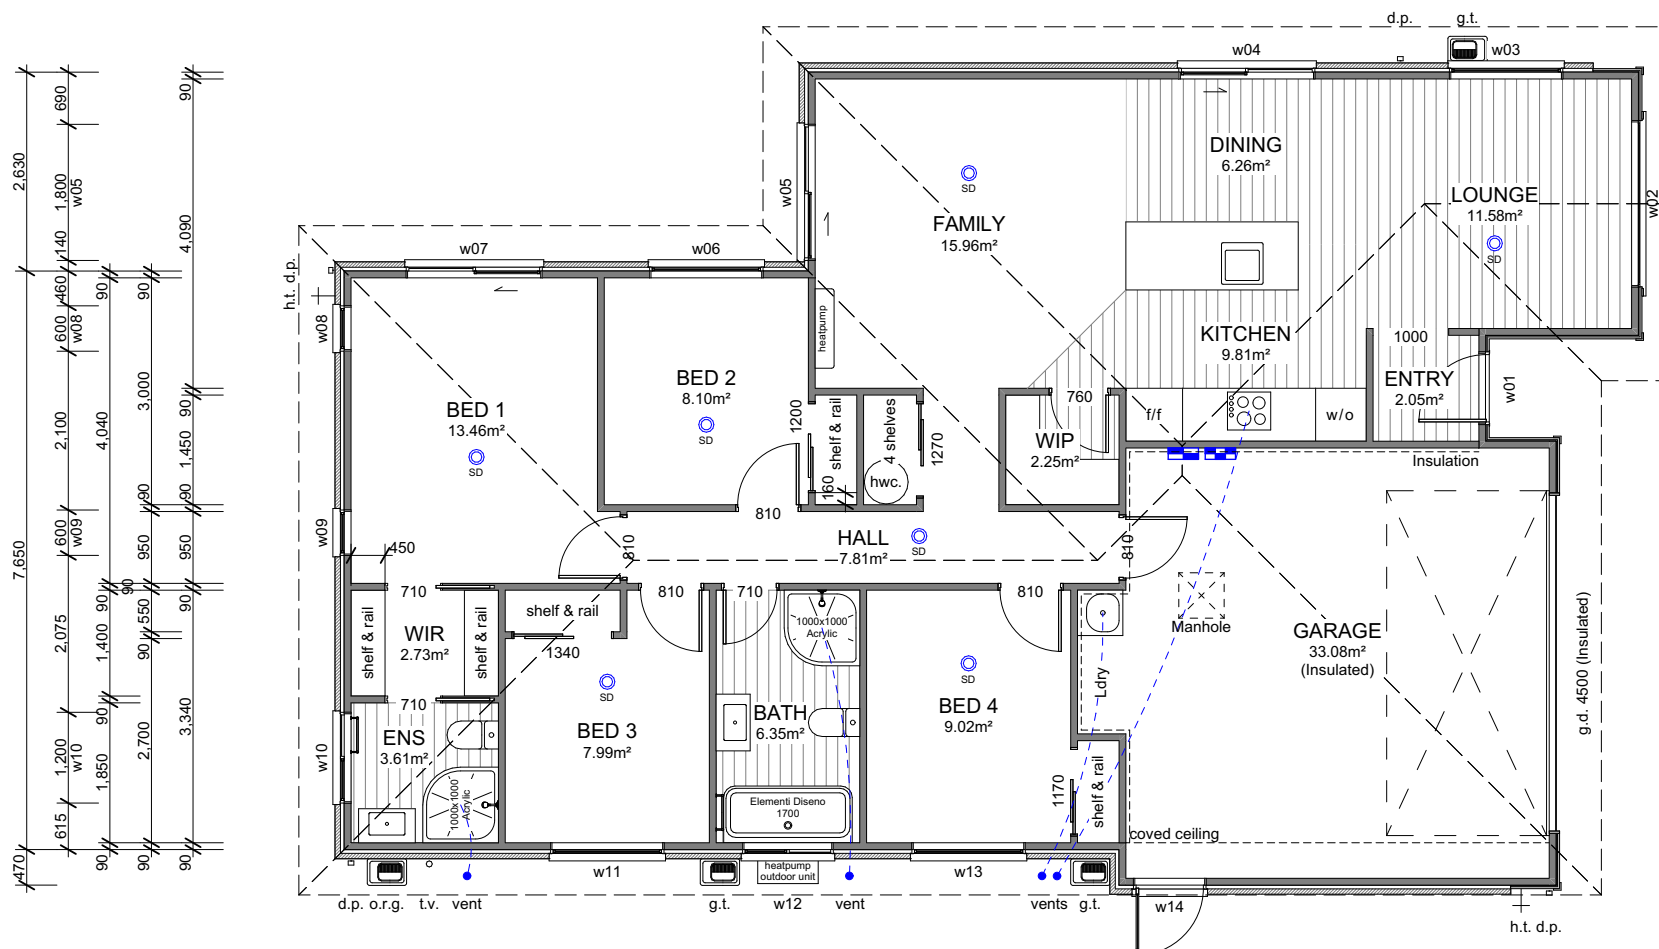 d.p.
g.t.
w04
w03
690
90
2,630
1,800
w05
140
4,090
w05
SD
DINING
6.26m²
LOUNGE
11.58m²
SD
w02
FAMILY
15.96m²
w07
w06
h.t. d.p.
460
90
90
600
w08
w08
heatpump
KITCHEN
9.81m²
1000
ENTRY
2.05m²
w01
BED 2
8.10m²
SD
BED 1
13.46m²
SD
3,000
90
2,100
4,040
1,450
1200
shelf & rail
4 shelves
hwc.
1270
760
WIP
2.25m²
f/f
w/o
Insulation
160
90
90
600
w09
w09
950
950
450
810
810
HALL
7.81m²
SD
810
7,650
90
90
90
710
810
710
810
550
2,075
1,400
90
shelf & rail
WIR
2.73m²
shelf & rail
shelf & rail
1340
1000x1000
Acrylic
Manhole
GARAGE
33.08m²
(Insulated)
g.d. 4500 (Insulated)
Ldry
SD
SD
710
90
3,340
2,700
1,200
w10
1,850
w10
ENS
3.61m²
1000x1000
Acrylic
BED 3
7.99m²
BATH
6.35m²
BED 4
9.02m²
1170
shelf & rail
Elementi Diseno
1700
coved ceiling
615
470
90
90
90
w11
heatpump
outdoor unit
w13
d.p.
o.r.g.
t.v.
vent
g.t.
w12
vent
vents
g.t.
w14
h.t. d.p.